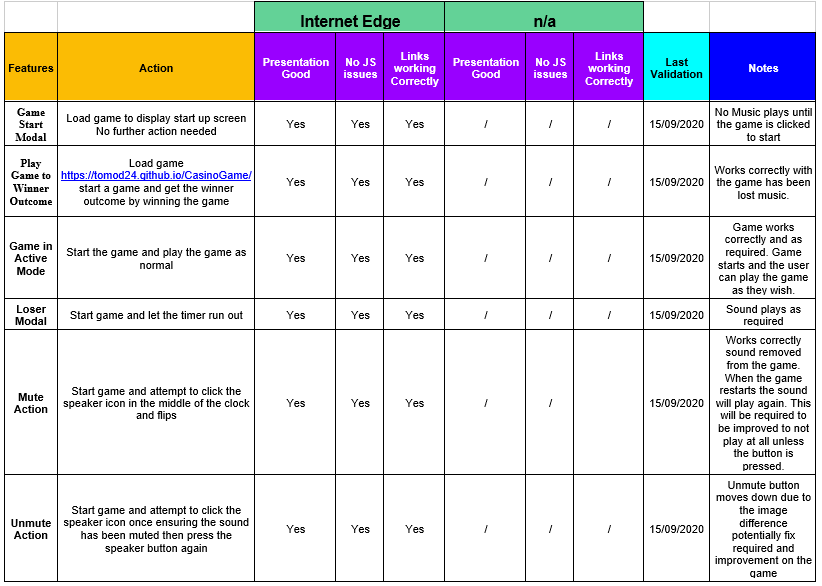 Internet Edge
n/a
Features
Action
Presentation
Good
No JS
issues
Links
working
Correctly
Presentation
Good
No JS
issues
Links
working
Correctly
Last
Validation
Notes
Game
Start
Modal
Load game to display start up screen
No further action needed
Yes
Yes
Yes
/
/
/
15/09/2020
No Music plays until
the game is clicked
to start
Play
Game to
Winner
Outcome
Load game
https://tomod24.github.io/CasinoGame/
start a game and get the winner
outcome by winning the game
Yes
Yes
Yes
/
/
/
15/09/2020
Works correctly with
the game has been
lost music.
Game in
Active
Mode
Start the game and play the game as
normal
Yes
Yes
Yes
/
/
/
15/09/2020
Game works
correctly and as
required. Game
starts and the user
can play the game
as they wish.
Loser
Modal
Start game and let the timer run out
Yes
Yes
Yes
/
/
/
15/09/2020
Sound plays as
required
Mute
Action
Start game and attempt to click the
speaker icon in the middle of the clock
and flips
Yes
Yes
Yes
/
/
15/09/2020
Works correctly
sound removed
from the game.
When the game
restarts the sound
will play again. This
will be required to
be improved to not
play at all unless
the button is
pressed.
Unmute
Action
Start game and attempt to click the
speaker icon once ensuring the sound
has been muted then press the
speaker button again
Yes
Yes
Yes
/
/
/
15/09/2020
Unmute button
moves down due to
the image
difference
potentially fix
required and
improvement on the
game